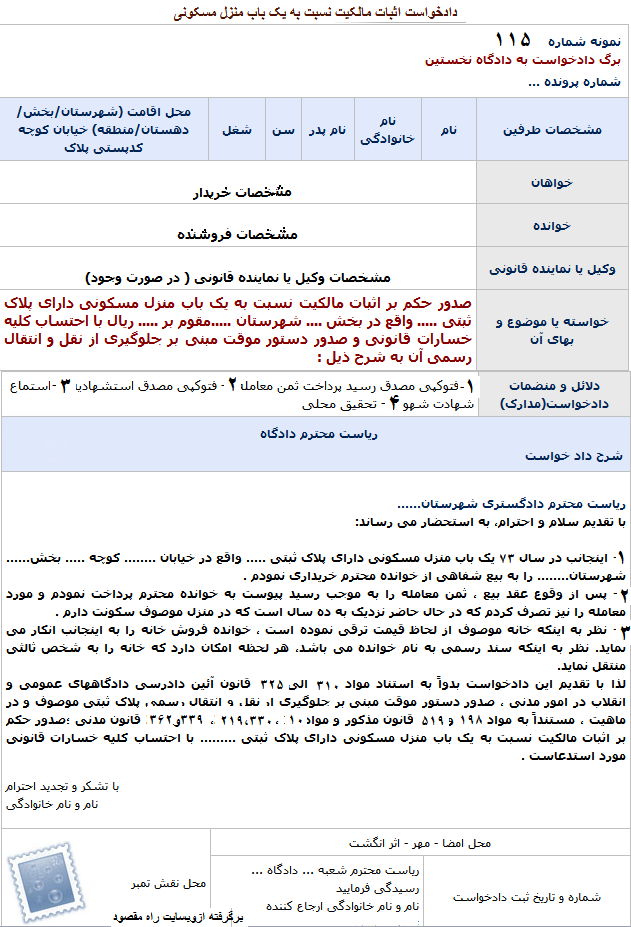 دادخواست اثبات مالکیت نسبت به یک باب منزل مسکونی
نمونه شماره ۱۱۵
برگ دادخواست به دادگاه نخستین
شماره پرونده ...
مشخصات طرفین
نام
نام خانوادگی
نام پدر
سن
شغل
محل اقامت (شهرستان/بخش/
دهستان/منطقه) خیابان کوچه
کدپستی پلاک
خواهان
مشخصات خریدار
خوانده
مشخصات فروشنده
وکیل یا نماینده قانونی
مشخصات وکیل یا نماینده قانونی ( در صورت وجود)
خواسته یا موضوع و
بهای آن
صدور حکم بر اثبات مالکیت نسبت به یک باب منزل مسکونی دارای پلاک
ثبتی ..... واقع در بخش .... شهرستان .....مقوم بر ..... ریال با احتساب کلیه
خسارات قانونی و صدور دستور موقت مبنی بر جلوگیری از نقل و انتقال
رسمی آن به شرح ذیل :
دلائل و منضمات
دادخواست(مدارک)
۱-فتوکپی مصدق رسید پرداخت ثمن معامله ۲ - فتوکپی مصدق استشهادیه ۳ -استماع
شهادت شهو ۴ - تحقیق محلی
ریاست محترم دادگاه
شرح داد خواست
ریاست محترم دادگستری شهرستان......
با تقدیم سلام و احترام، به استحضار می رساند:
۱- اینجانب در سال ۷۳ یک باب منزل مسکونی دارای پلاک ثبتی ..... واقع در خیابان ........ کوچه ..... بخش......
شهرستان........ را به بیع شفاهی از خوانده محترم خریداری نمودم .
۲- پس از وقوع عقد بیع ، ثمن معامله را به موجب رسید پیوست به خوانده محترم پرداخت نمودم و مورد
معامله را نیز تصرف کردم که در حال حاضر نزدیک به ده سال است که در منزل موصوف سکونت دارم .
۳- نظر به اینکه خانه موصوف از لحاظ قیمت ترقی نموده است ، خوانده فروش خانه را به اینجانب انکار می
نماید. نظر به اینکه سند رسمی به نام خوانده می باشد، هر لحظه امکان دارد که خانه را به شخص ثالثی
منتقل نماید.
لذا با تقدیم این دادخواست بدواً به استناد مواد ۳۱۰ الی ۳۲۵ قانون آئین دادرسی دادگاههای عمومی و
انقلاب در امور مدنی ، صدور دستور موقت مبنی بر جلوگیری از نقل و انتقال رسمی پلاک ثبتی موصوف و در
ماهیت ، مستنداً به مواد ۱۹۸ و ۵۱۹ قانون مذکور و مواد۱۰ ، ۲۱۹،۳۳۰ ، ۳۳۹و۳۶۲ قانون مدنی ؛صدور حکم
بر اثبات مالکیت نسبت به یک باب منزل مسکونی دارای پلاک ثبتی ......... با احتساب کلیه خسارات قانونی
مورد استدعاست .
با تشکر و تجدید احترام
نام و نام خانوادگی
محل امضا - مهر - اثر انگشت
شماره و تاریخ ثبت دادخواست
ریاست محترم شعبه ... دادگاه ...
رسیدگی فرمایید
نام و نام خانوادگی ارجاع کننده
محل نقش تمبر
برگرفته ازوبسایت راه مقصود